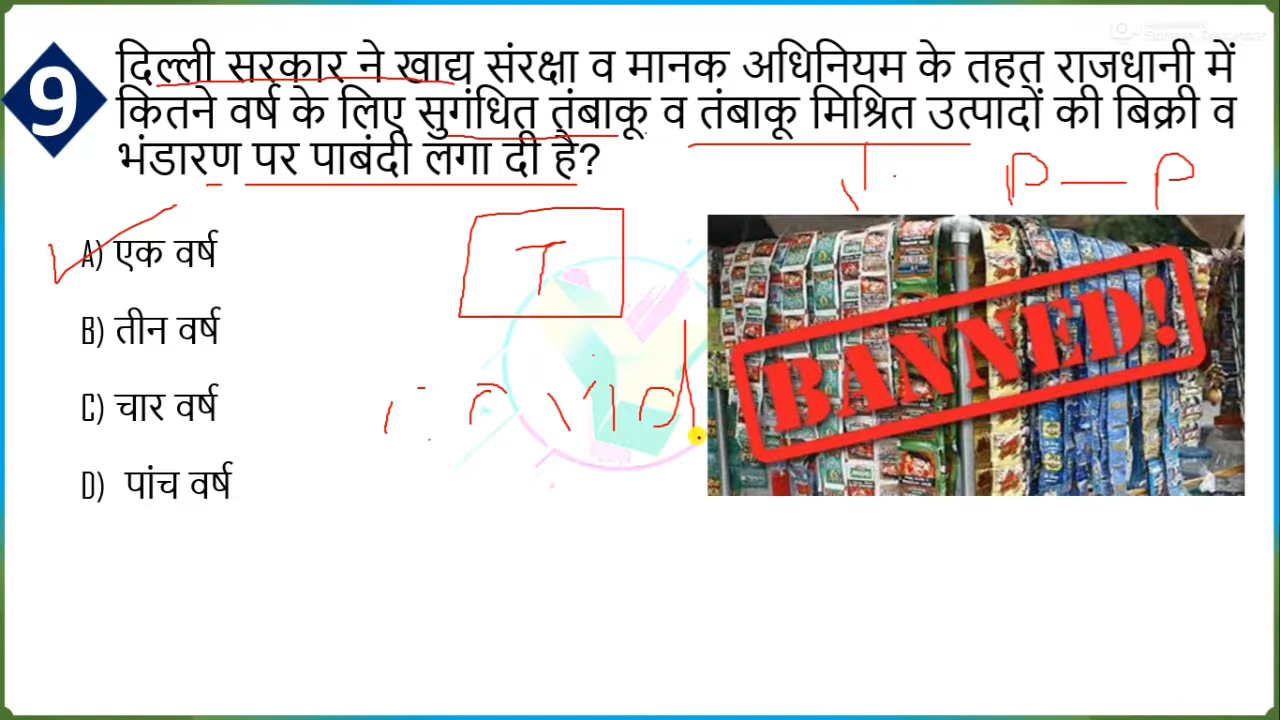 9
दिल्ली सरकार ने खाद्य संरक्षा व मानक अधिनियम के तहत राजधानी में
कितने वर्ष के लिए सुगंधित तंबाकू व तंबाकू मिश्रित उत्पादों की बिक्री व
भंडारण पर पाबंदी लगा दी है?
P — P
A) एक वर्ष
T
B) तीन वर्ष
BANNED!
C) चार वर्ष
D) पांच वर्ष